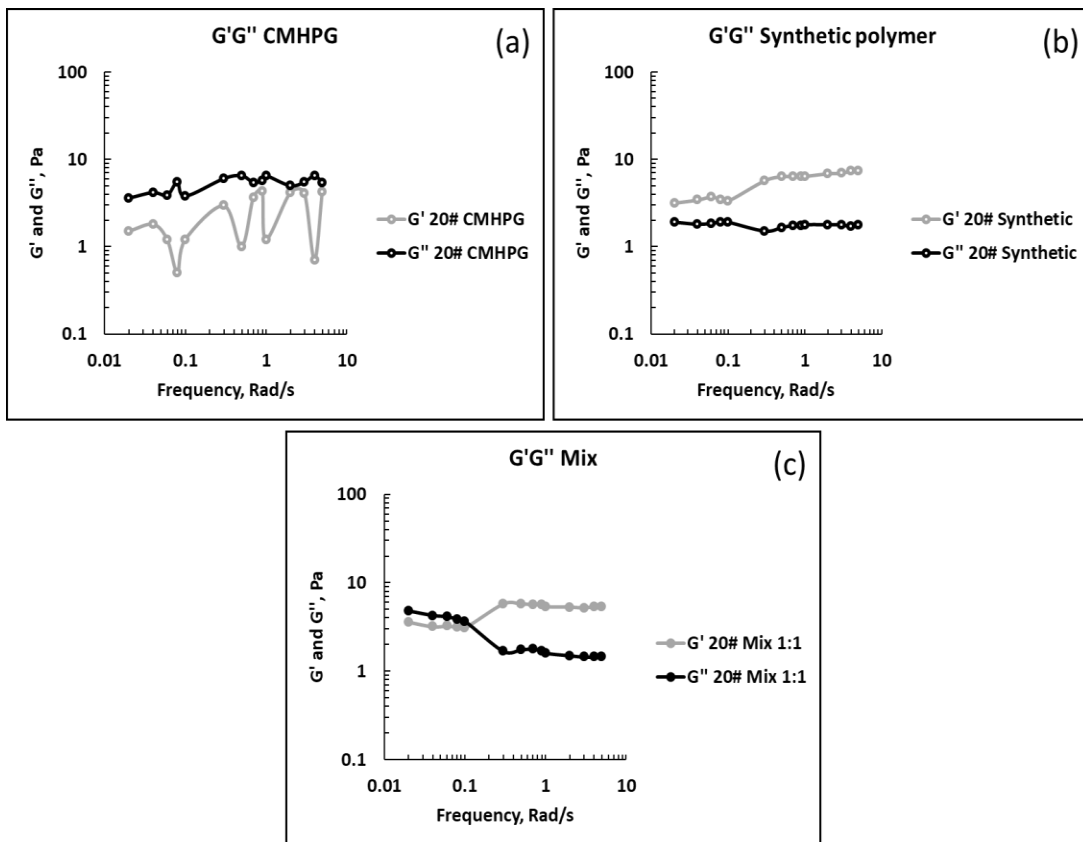 G'G'' CMHPG
(a)
100
10
1
0.1
G' and G'', Pa
0.01
0.1
1
10
Frequency, Rad/s
G' 20# CMHPG
G'' 20# CMHPG
G'G'' Synthetic polymer
(b)
100
10
1
0.1
G' and G'', Pa
0.01
0.1
1
10
Frequency, Rad/s
G' 20# Synthetic
G'' 20# Synthetic
G'G'' Mix
(c)
100
10
1
0.1
G' and G'', Pa
0.01
0.1
1
10
Frequency, Rad/s
G' 20# Mix 1:1
G'' 20# Mix 1:1